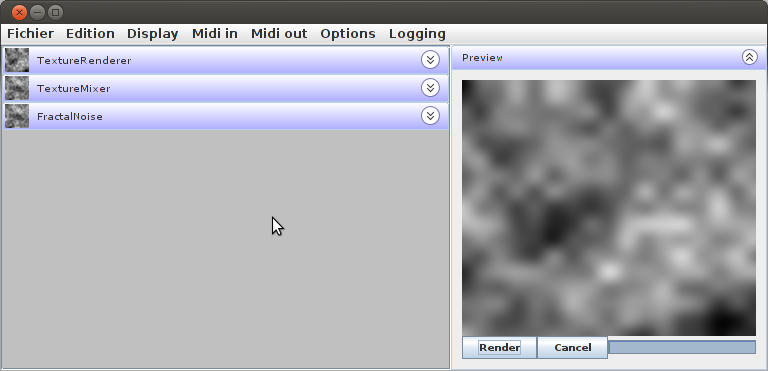 Fichier Edition Display Midi in Midi out Options Logging
TextureRenderer
TextureMixer
FractalNoise
Preview
Render Cancel